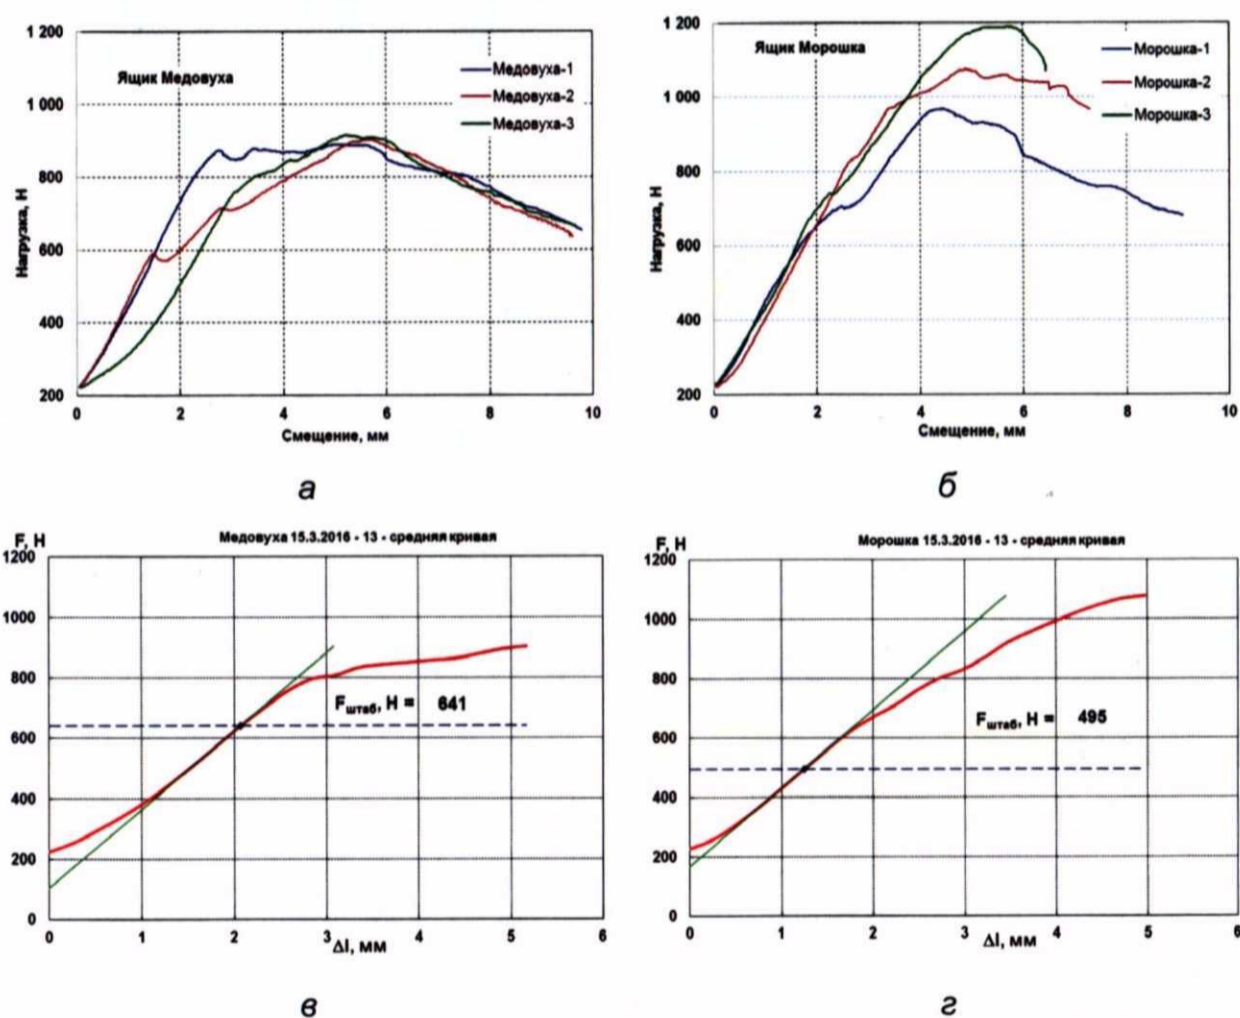 1 200
1 000
800
600
400
200
0
2
4
6
8
10
Нагрузка, Н
Смещение, мм
Ящик Медовуха
Медовуха-1
Медовуха-2
Медовуха-3
а
1 200
1 000
800
600
400
200
0
2
4
6
8
10
Нагрузка, Н
Смещение, мм
Ящик Морошка
Морошка-1
Морошка-2
Морошка-3
б
F, Н
Медовуха 15.3.2016 - 13 - средняя кривая
1200
1000
800
600
400
200
0
0
1
2
3
4
5
6
Δl, мм
Fштаб, Н = 641
в
F, Н
Морошка 15.3.2016 - 13 - средняя кривая
1200
1000
800
600
400
200
0
0
1
2
3
4
5
6
Δl, мм
Fштаб, Н = 495
г